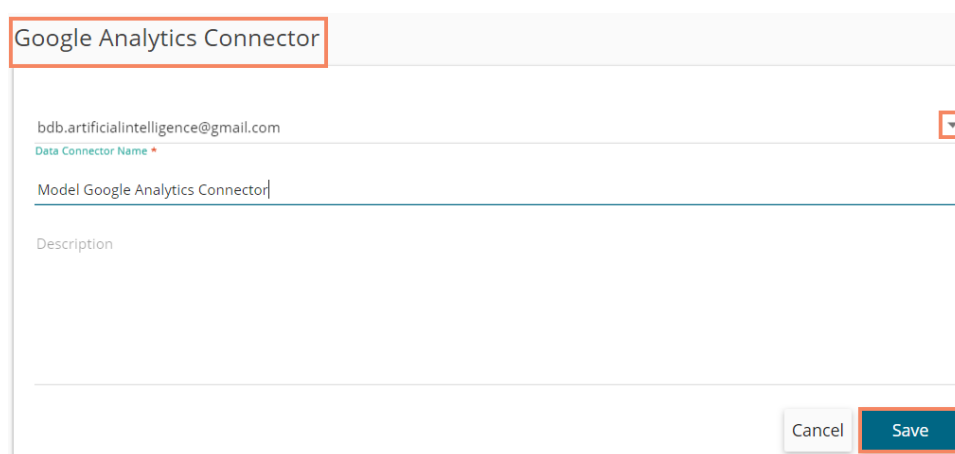 Google Analytics Connector
bdb.artificialintelligence@gmail.com
Data Connector Name *
Model Google Analytics Connector
Description
Cancel Save